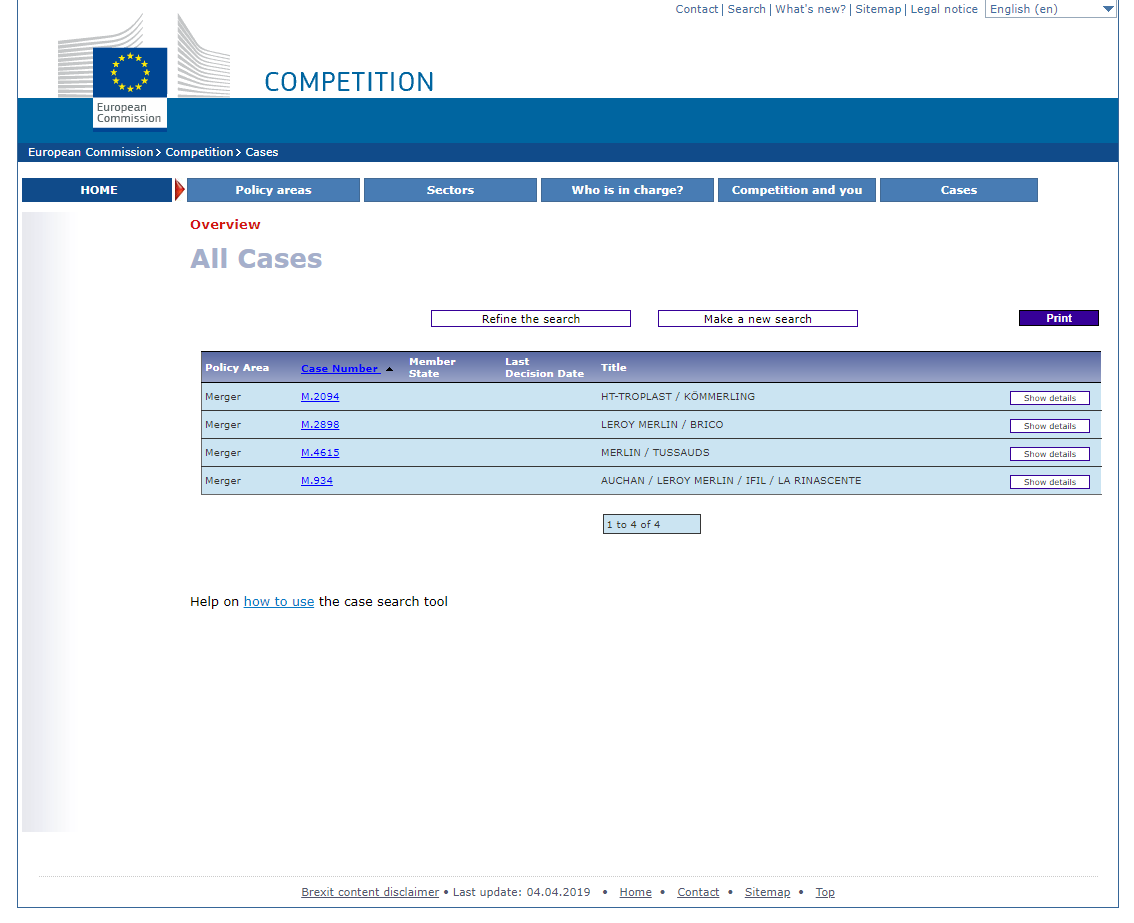 Contact | Search | What's new? | Sitemap | Legal notice English (en)
COMPETITION
European
Commission
European Commission > Competition > Cases
HOME Policy areas Sectors Who is in charge? Competition and you Cases
Overview
All Cases
Refine the search Make a new search Print
Policy Area Case Number Member State Last Decision Date Title
Merger M.2094 HT-TROPLAST / KÖMMERLING Show details
Merger M.2898 LEROY MERLIN / BRICO Show details
Merger M.4615 MERLIN / TUSSAUDS Show details
Merger M.934 AUCHAN / LEROY MERLIN / IFIL / LA RINASCENTE Show details
1 to 4 of 4
Help on how to use the case search tool
Brexit content disclaimer • Last update: 04.04.2019 • Home • Contact • Sitemap • Top